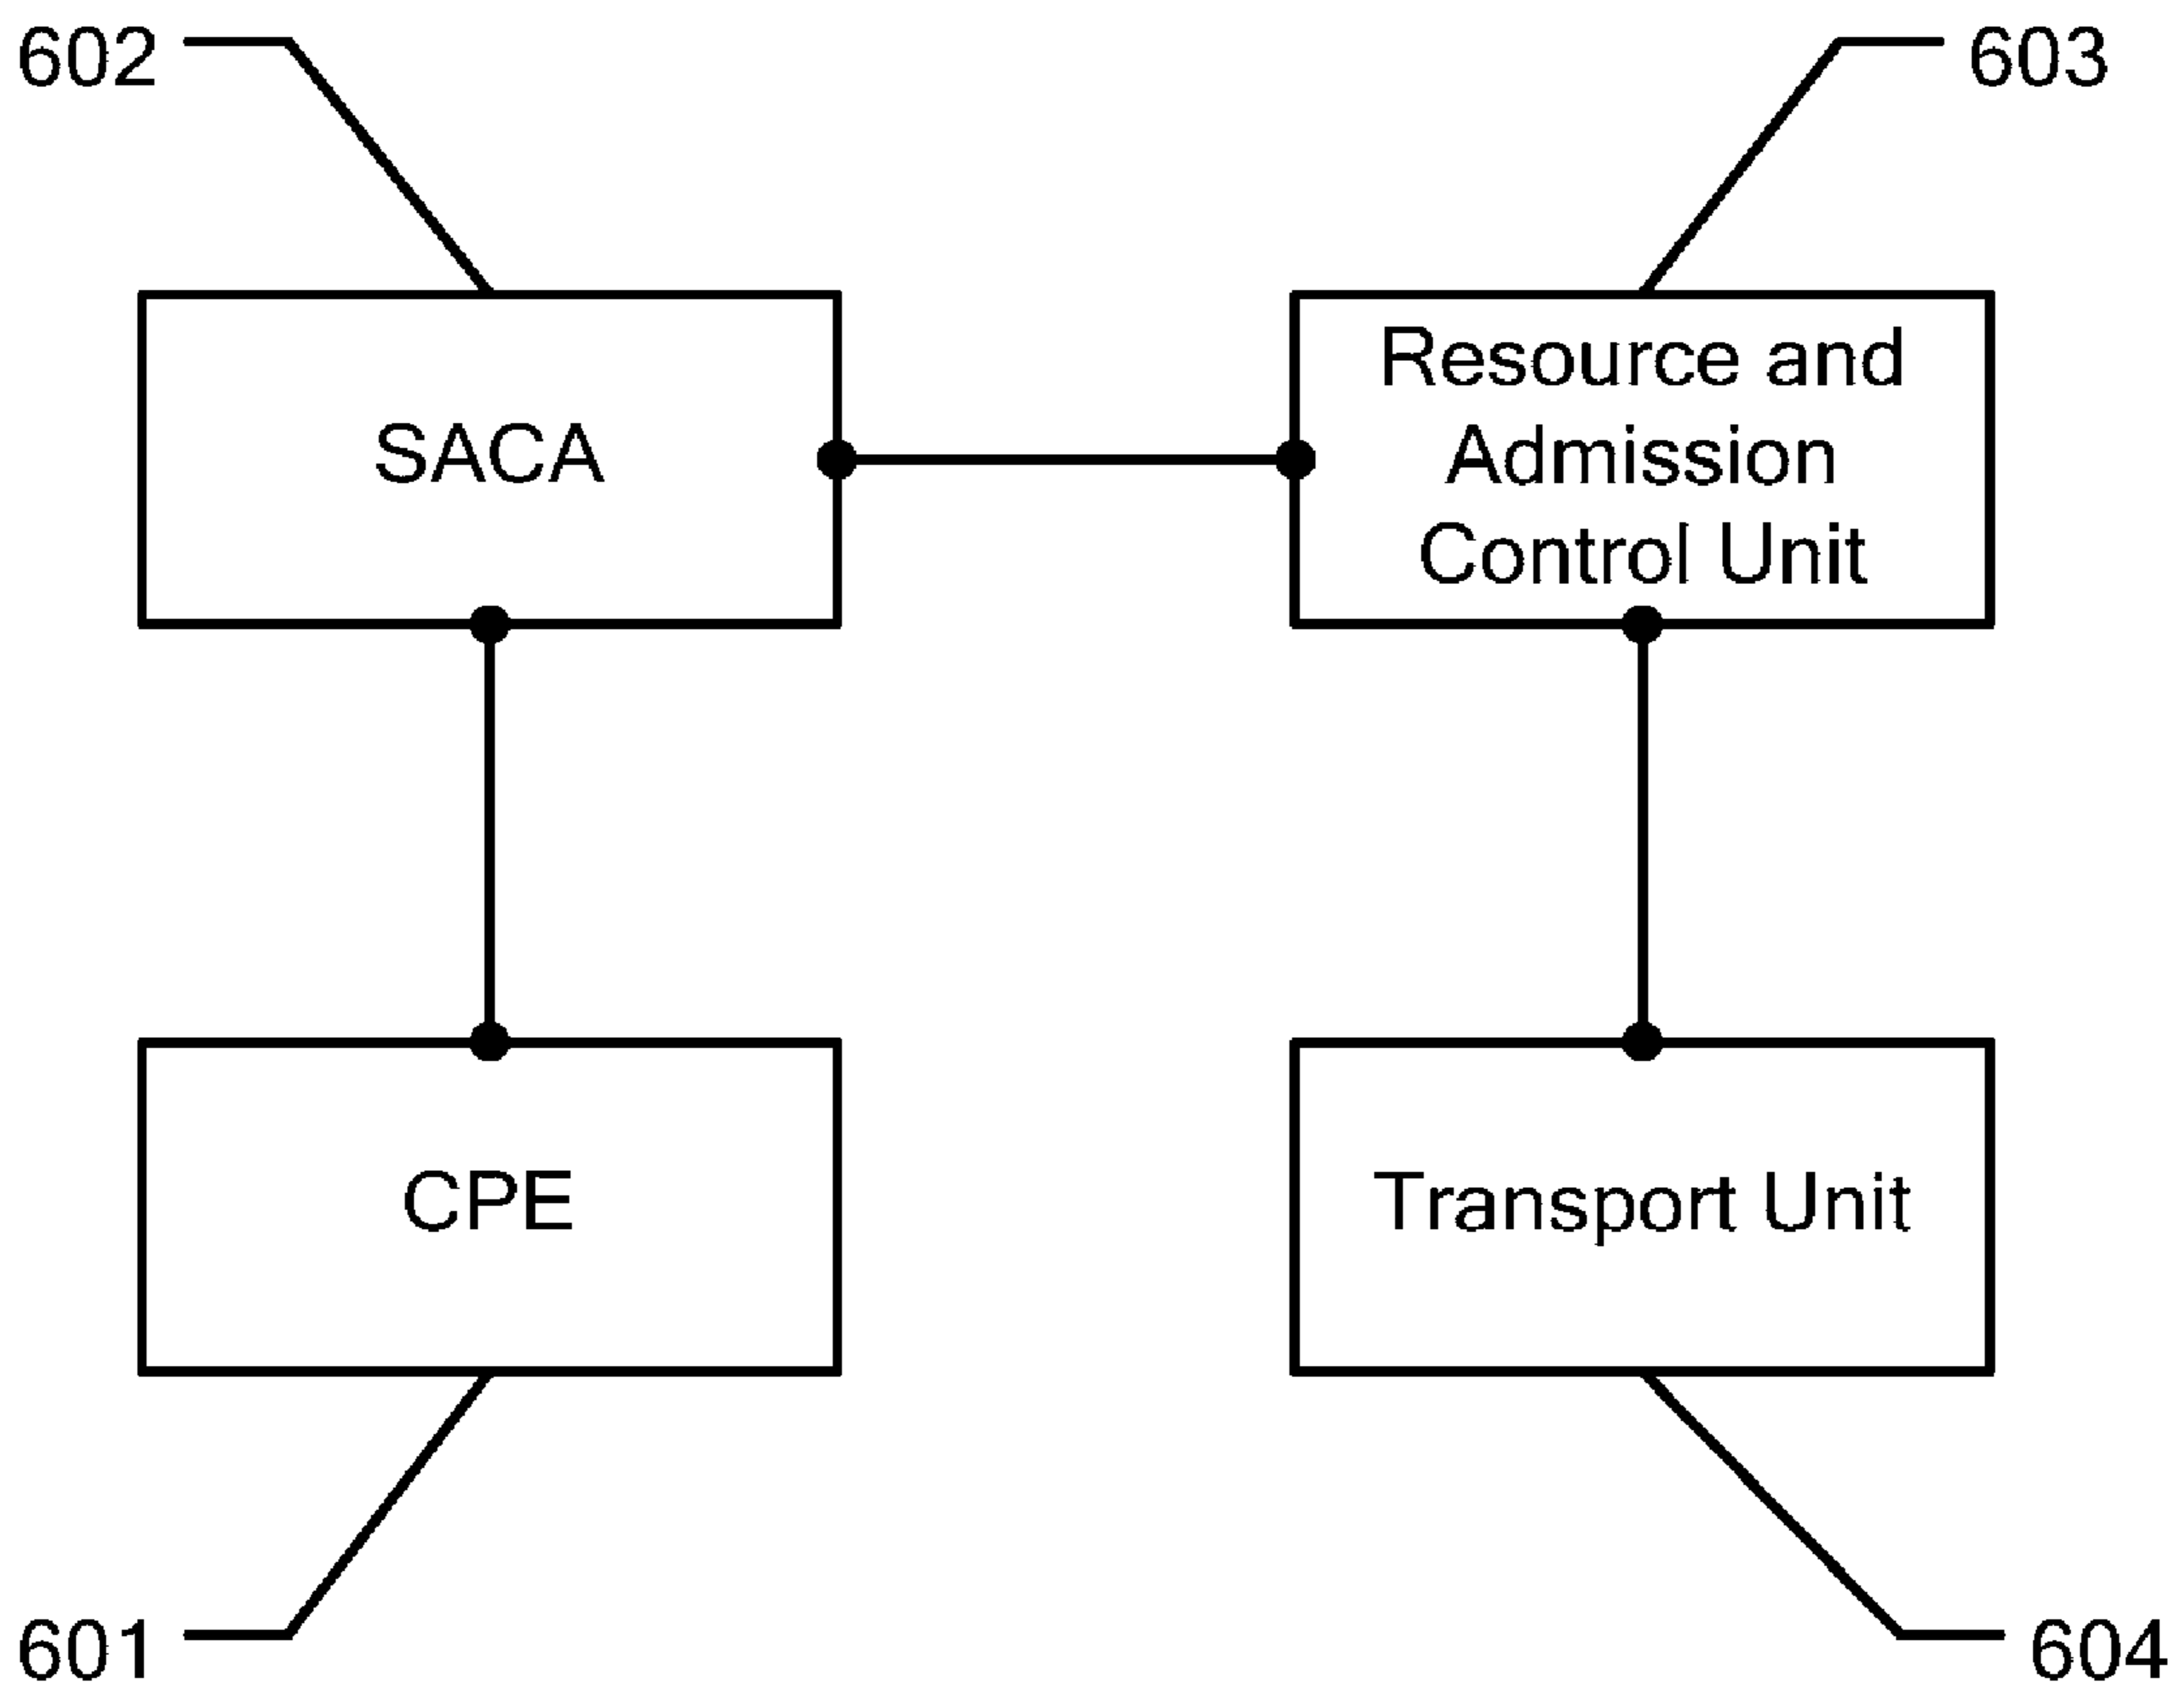 602
603
SACA
Resource and
Admission
Control Unit
CPE
Transport Unit
601
604